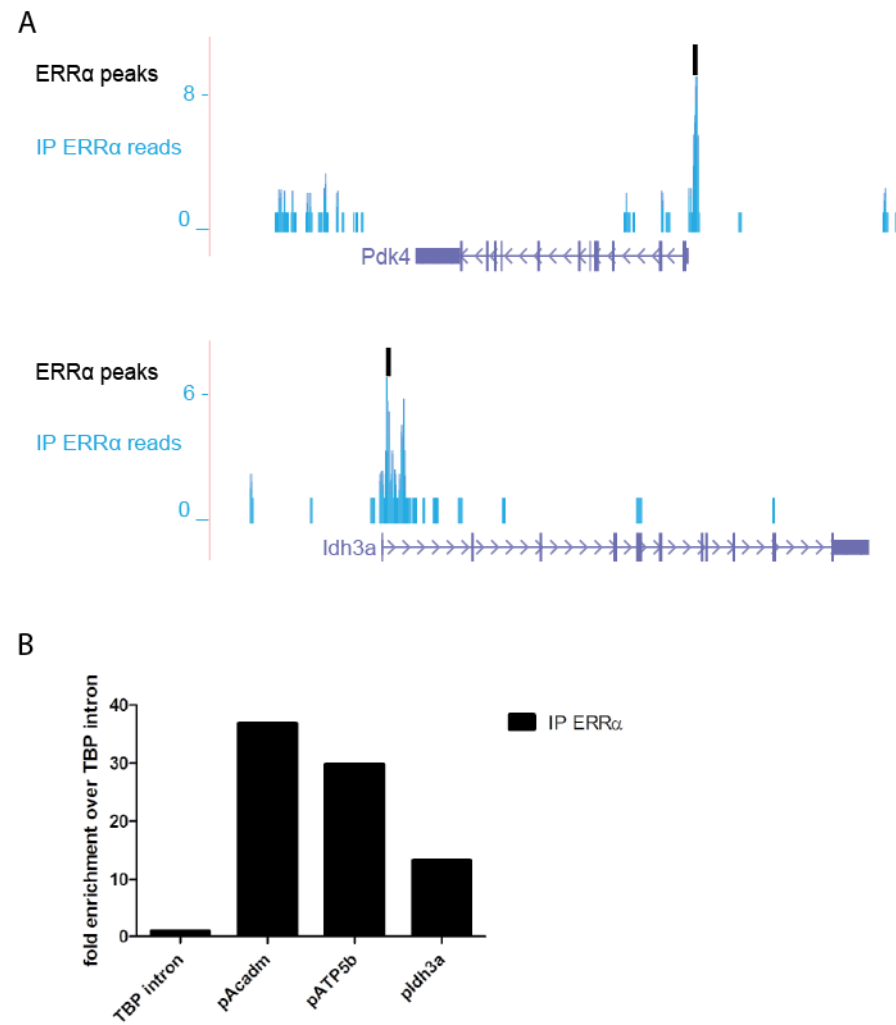 A
ERRα peaks
8
IP ERRα reads
0
Pdk4
ERRα peaks
6
IP ERRα reads
0
Idh3a
B
fold enrichment over TBP intron
40
30
20
10
0
IP ERRα
TBP intron
pAcadm
pATP5b
pIdh3a